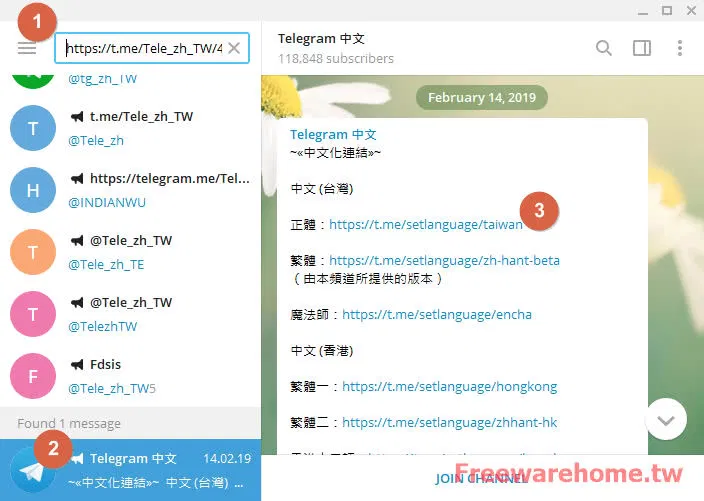 1
https://t.me/Tele_zh_TW/4
@tg_zh_TW
T
t.me/Tele_zh_TW
@Tele_zh
H
https://telegram.me/Tel...
@INDIANWU
T
@Tele_zh_TW
@Tele_zh_TE
T
@Tele_zh_TW
@TelezhTW
F
Fdsis
@Tele_zh_TW5
Found 1 message
2
Telegram 中文
14.02.19
~«中文化連結»~ 中文 (台灣) ...
Telegram 中文
118,848 subscribers
February 14, 2019
Telegram 中文
~«中文化連結»~
中文 (台灣)
3
正體：https://t.me/setlanguage/taiwan
繁體：https://t.me/setlanguage/zh-hant-beta
（由本頻道所提供的版本）
魔法師：https://t.me/setlanguage/encha
中文 (香港)
繁體一：https://t.me/setlanguage/hongkong
繁體二：https://t.me/setlanguage/zhhant-hk
JOIN CHANNEL
Freewarehome.tw